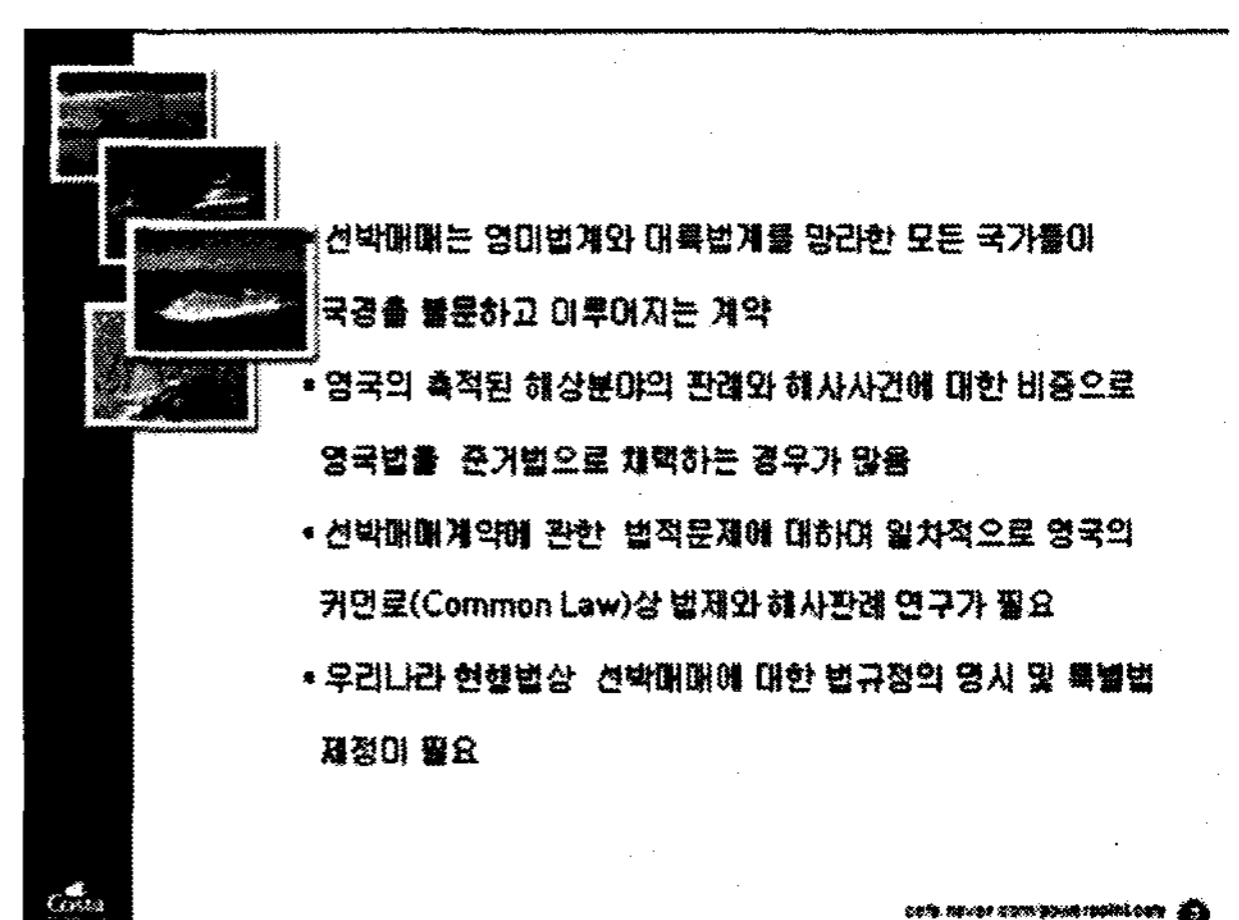 선박매매는 영미법계와 대륙법계를 망라한 모든 국가들이
국경을 불문하고 이루어지는 계약
• 영국의 축적된 해상분야의 판례와 해사사건에 대한 비중으로
영국법을 준거법으로 채택하는 경우가 많음
• 선박매매계약에 관한 법적문제에 대하여 일차적으로 영국의
커먼로(Common Law)상 법제와 해사판례 연구가 필요
• 우리나라 현행법상 선박매매에 대한 법규정의 명시 및 특별법
제정이 필요
Costa
cafe.naver.com/powerpointcafe